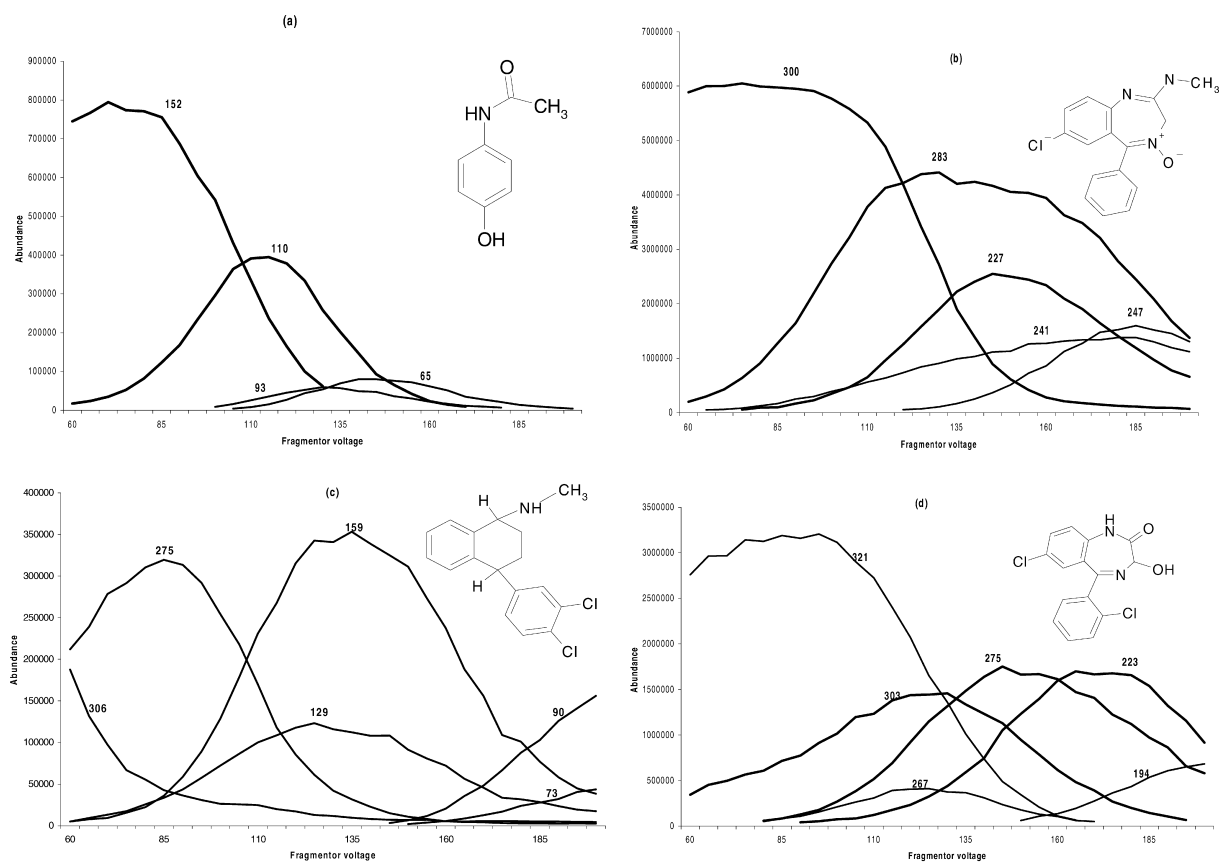 (a)
900000
800000
700000
600000
500000
400000
300000
200000
100000
0
Abundance
152
110
93
65
O
HN
CH3
OH
60 85 110 135 160 185
Fragmentor voltage
(b)
7000000
6000000
5000000
4000000
3000000
2000000
1000000
0
Abundance
300
283
227
241
247
N
CH3
N
Cl
N
+
O
−
60 85 110 135 160 185
Fragmentor voltage
(c)
400000
350000
300000
250000
200000
150000
100000
50000
0
Abundance
306
275
159
129
90
73
H
NH
CH3
H
Cl
Cl
60 85 110 135 160 185
Fragmentor voltage
(d)
3500000
3000000
2500000
2000000
1500000
1000000
500000
0
Abundance
321
303
275
223
267
194
H
N
O
OH
N
Cl
Cl
60 85 110 135 160 185
Fragmentor voltage